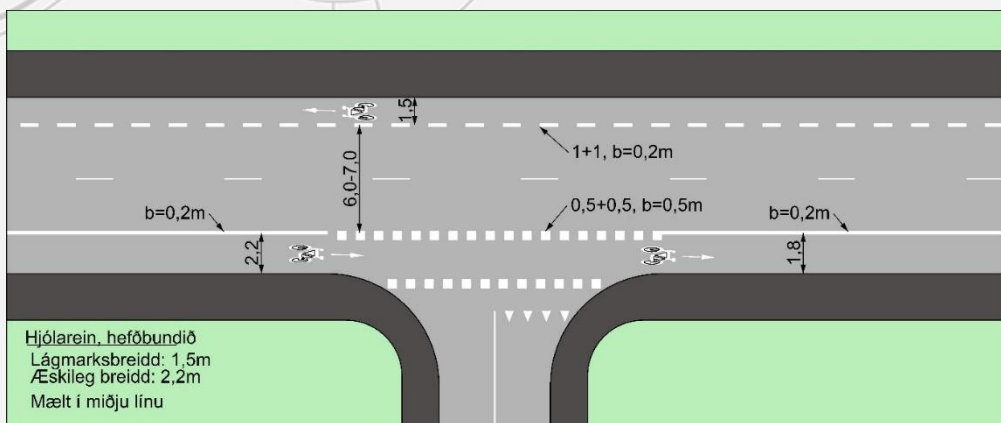 1,5
1+1, b=0,2m
6,0-7,0
b=0,2m
0,5+0,5, b=0,5m
b=0,2m
2,2
1,8
Hjólarein, hefðbundið
Lágmarksbreidd: 1,5m
Æskileg breidd: 2,2m
Mælt í miðju línu